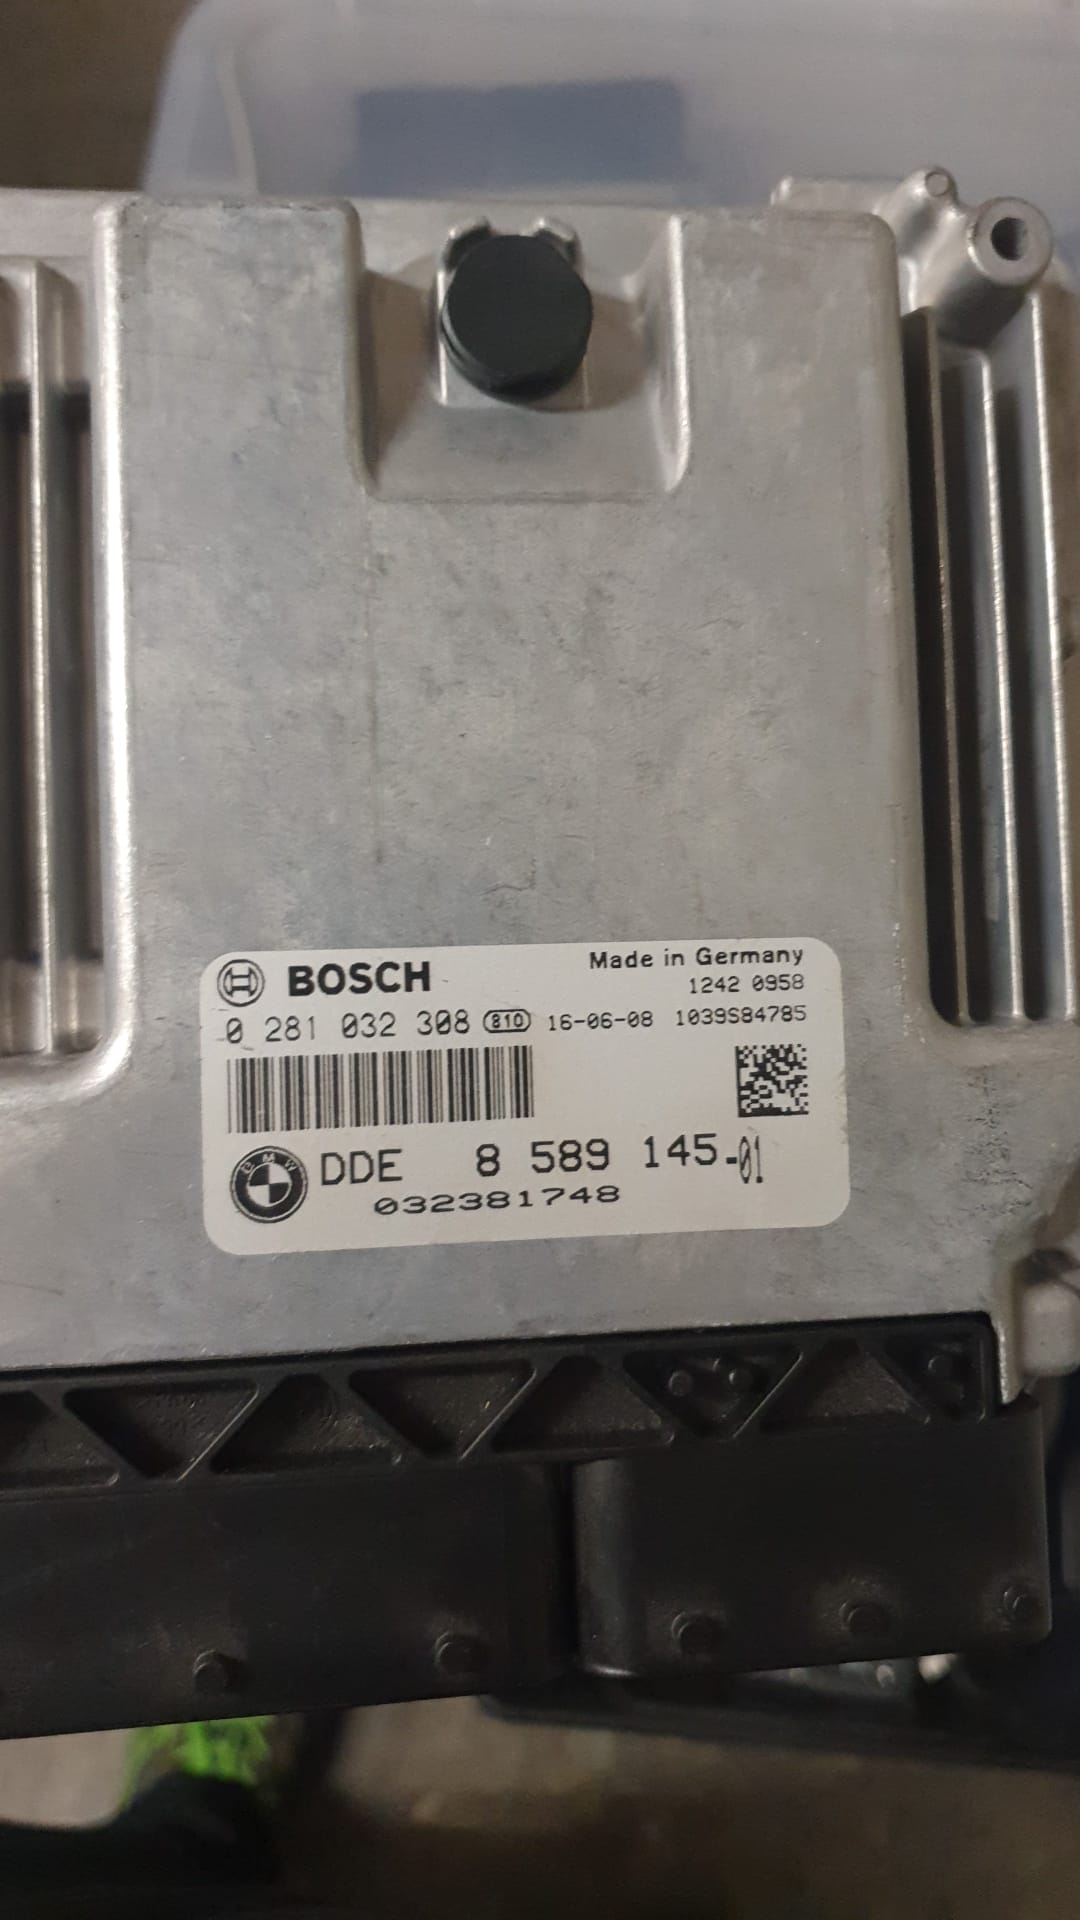 BOSCH
Made in Germany
1242 0958
0 281 032 308 810 16-06-08 1039S84785
BMW
DDE 8 589 145-01
032381748